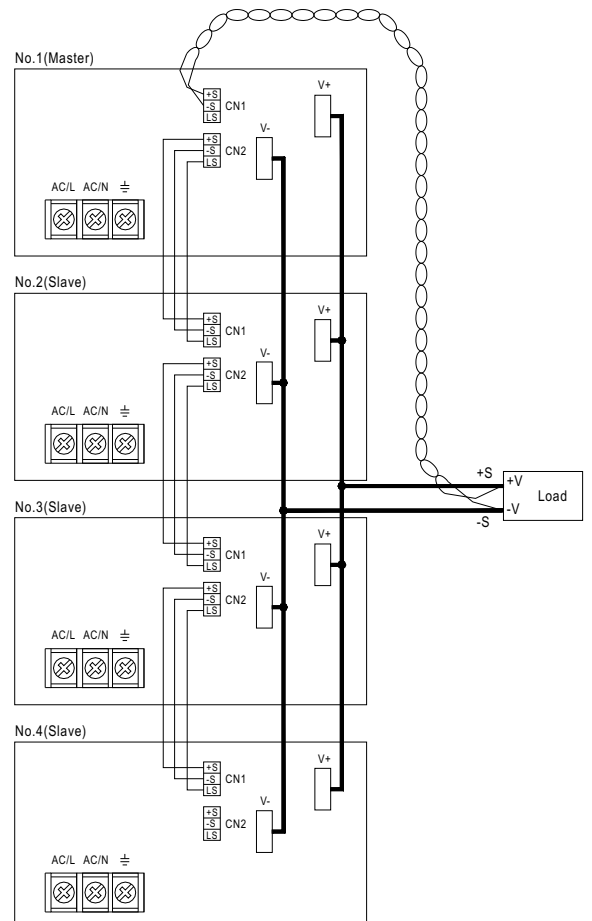 No.1(Master)
+S
-S
LS
CN1
V+
+S
-S
LS
CN2
V-
AC/L AC/N ⏚
No.2(Slave)
+S
-S
LS
CN1
V+
+S
-S
LS
CN2
V-
AC/L AC/N ⏚
+S
+V
-V
-S
Load
No.3(Slave)
+S
-S
LS
CN1
V+
+S
-S
LS
CN2
V-
AC/L AC/N ⏚
No.4(Slave)
+S
-S
LS
CN1
V+
+S
-S
LS
CN2
V-
AC/L AC/N ⏚